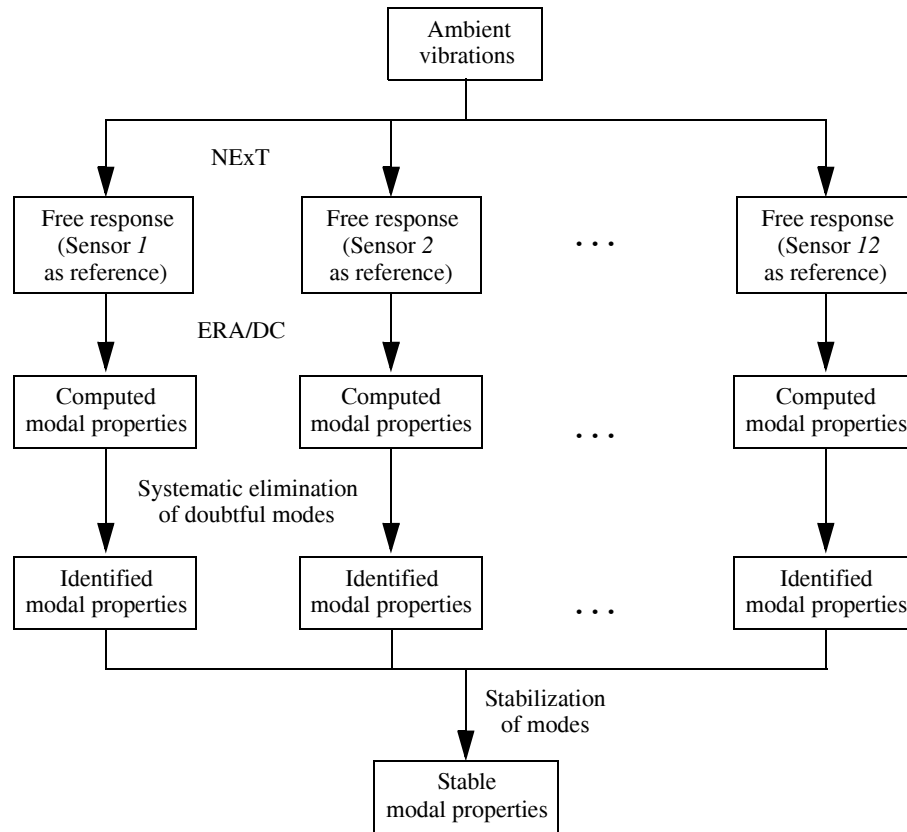 Ambient
vibrations
NExT
Free response
(Sensor 1
as reference)
Free response
(Sensor 2
as reference)
. . .
Free response
(Sensor 12
as reference)
ERA/DC
Computed
modal properties
Computed
modal properties
. . .
Computed
modal properties
Systematic elimination
of doubtful modes
Identified
modal properties
Identified
modal properties
. . .
Identified
modal properties
Stabilization
of modes
Stable
modal properties